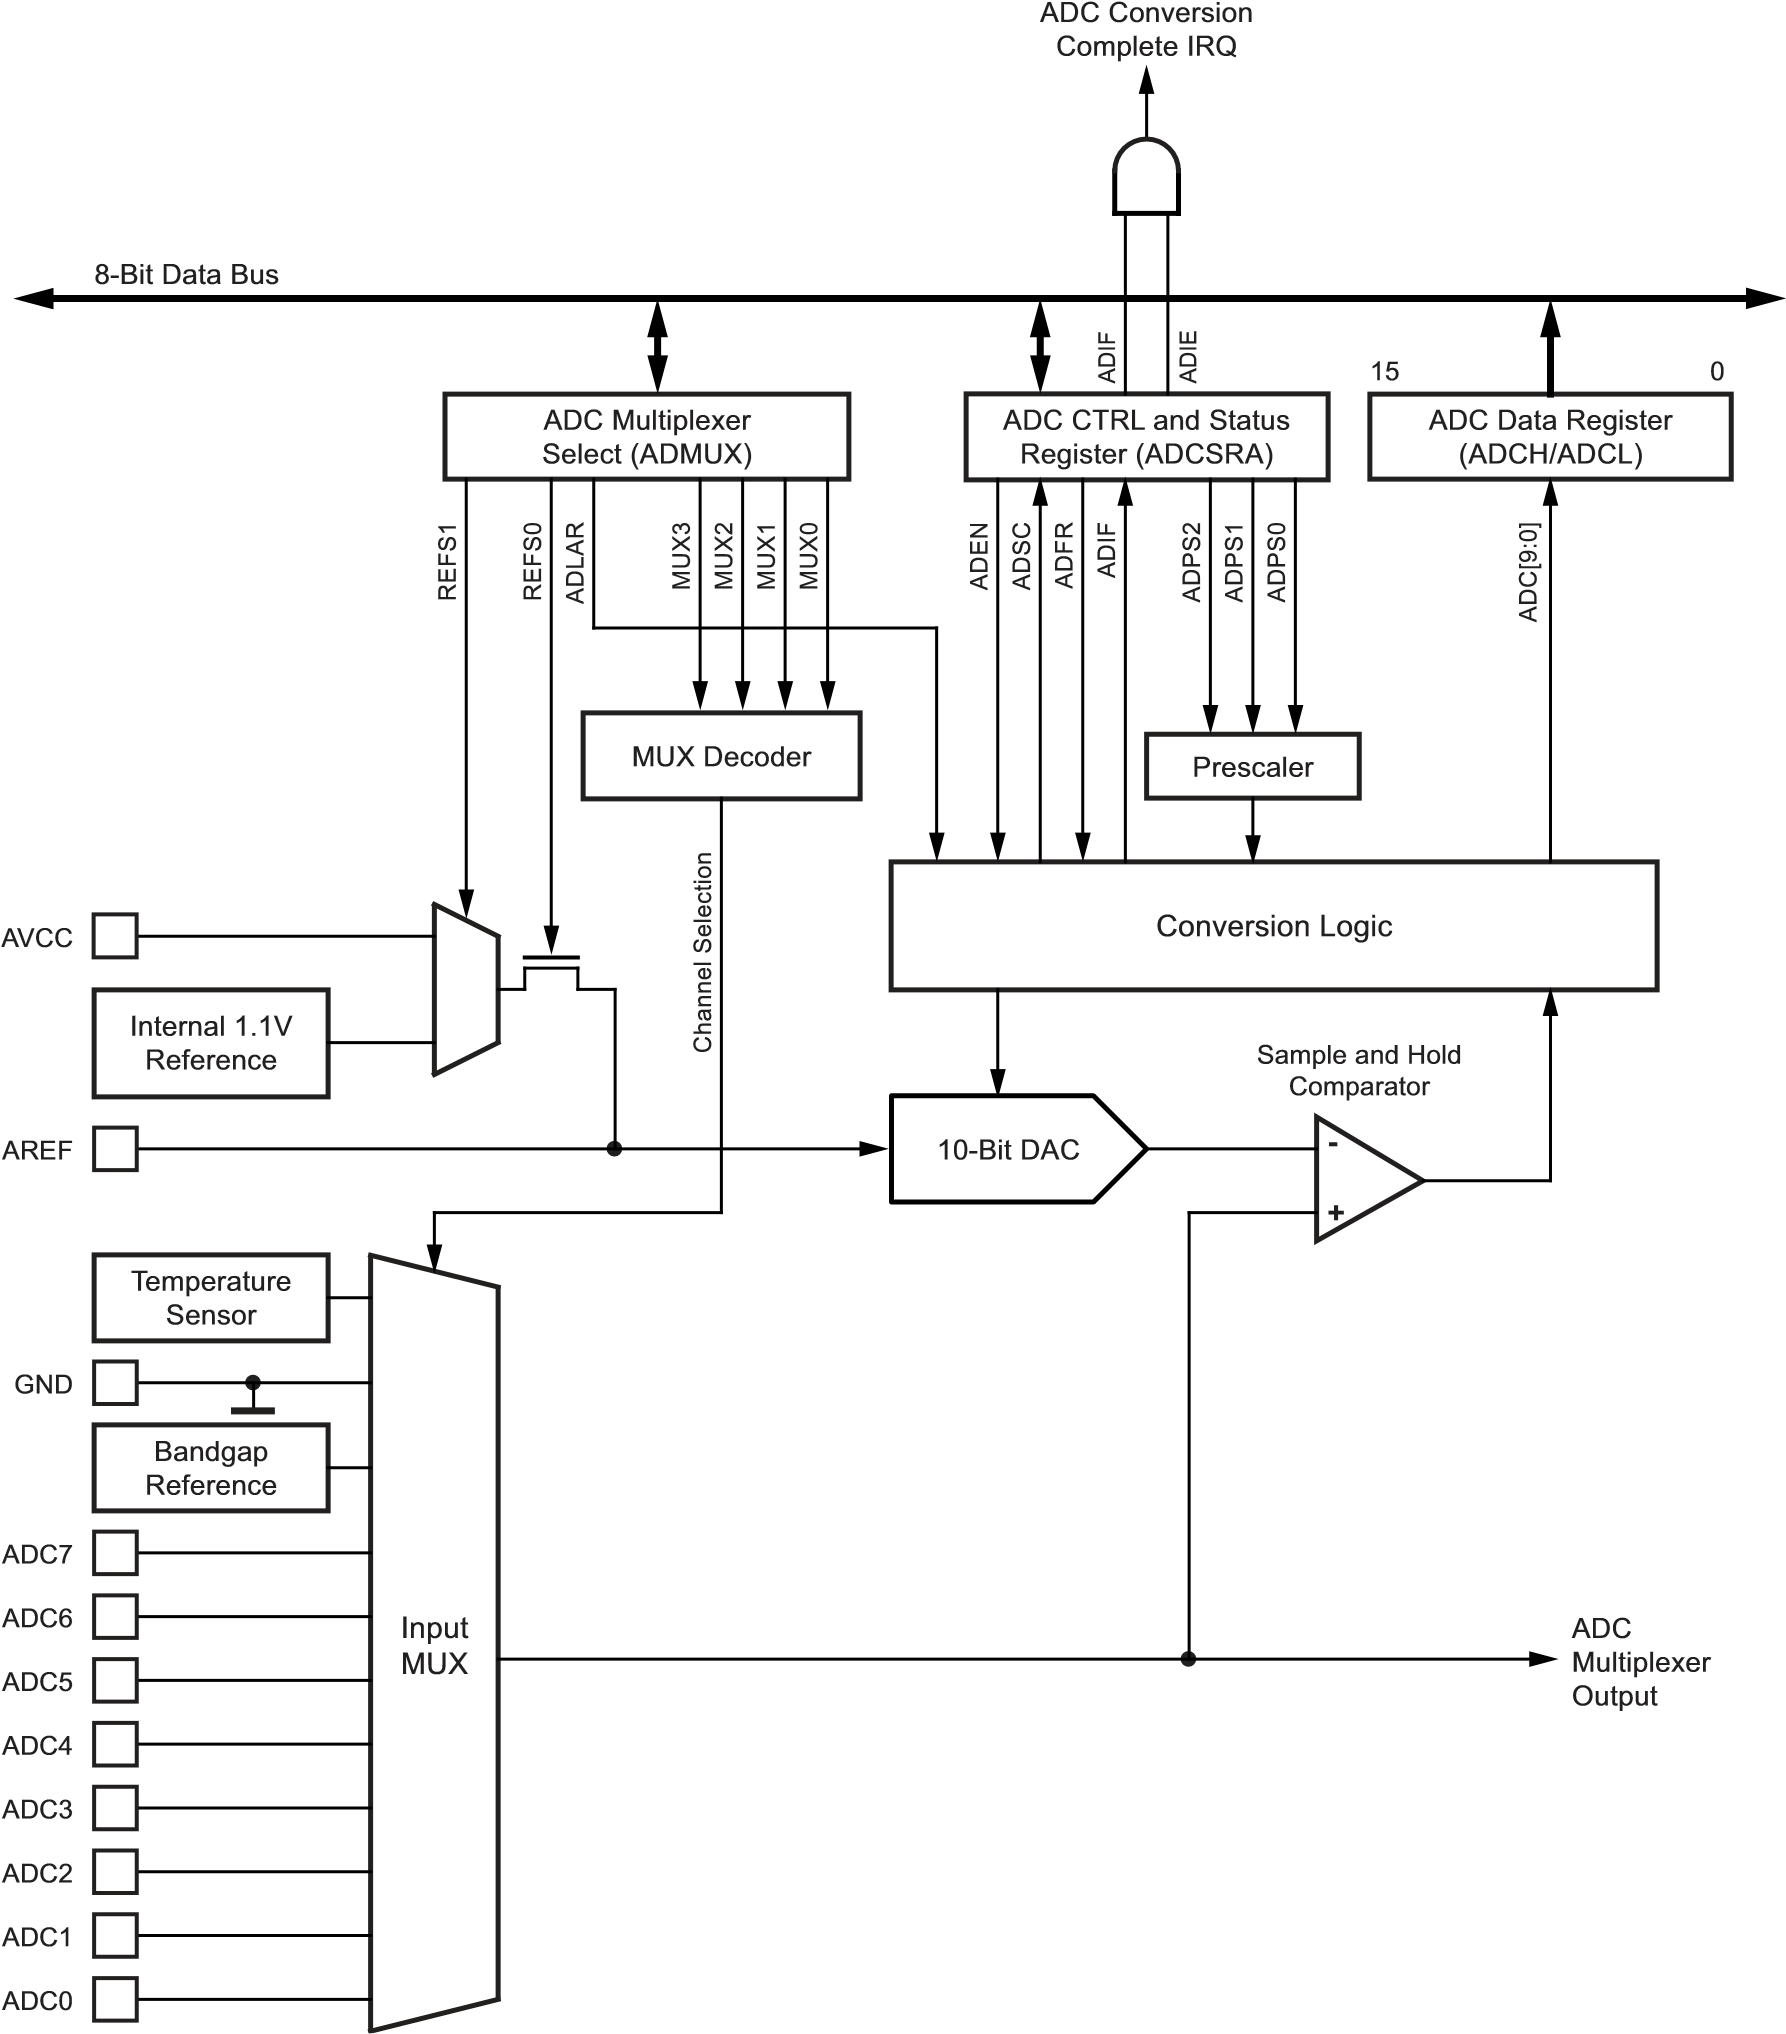 ADC Conversion
Complete IRQ
8-Bit Data Bus
ADIF
ADIE
15
0
ADC Multiplexer
Select (ADMUX)
ADC CTRL and Status
Register (ADCSRA)
ADC Data Register
(ADCH/ADCL)
REFS1
REFS0
ADLAR
MUX3
MUX2
MUX1
MUX0
ADEN
ADSC
ADFR
ADIF
ADPS2
ADPS1
ADPS0
ADC[9:0]
MUX Decoder
Prescaler
Channel Selection
Conversion Logic
AVCC
Internal 1.1V
Reference
Sample and Hold
Comparator
AREF
10-Bit DAC
-
+
Temperature
Sensor
GND
Bandgap
Reference
ADC7
ADC6
ADC5
ADC4
ADC3
ADC2
ADC1
ADC0
Input
MUX
ADC
Multiplexer
Output